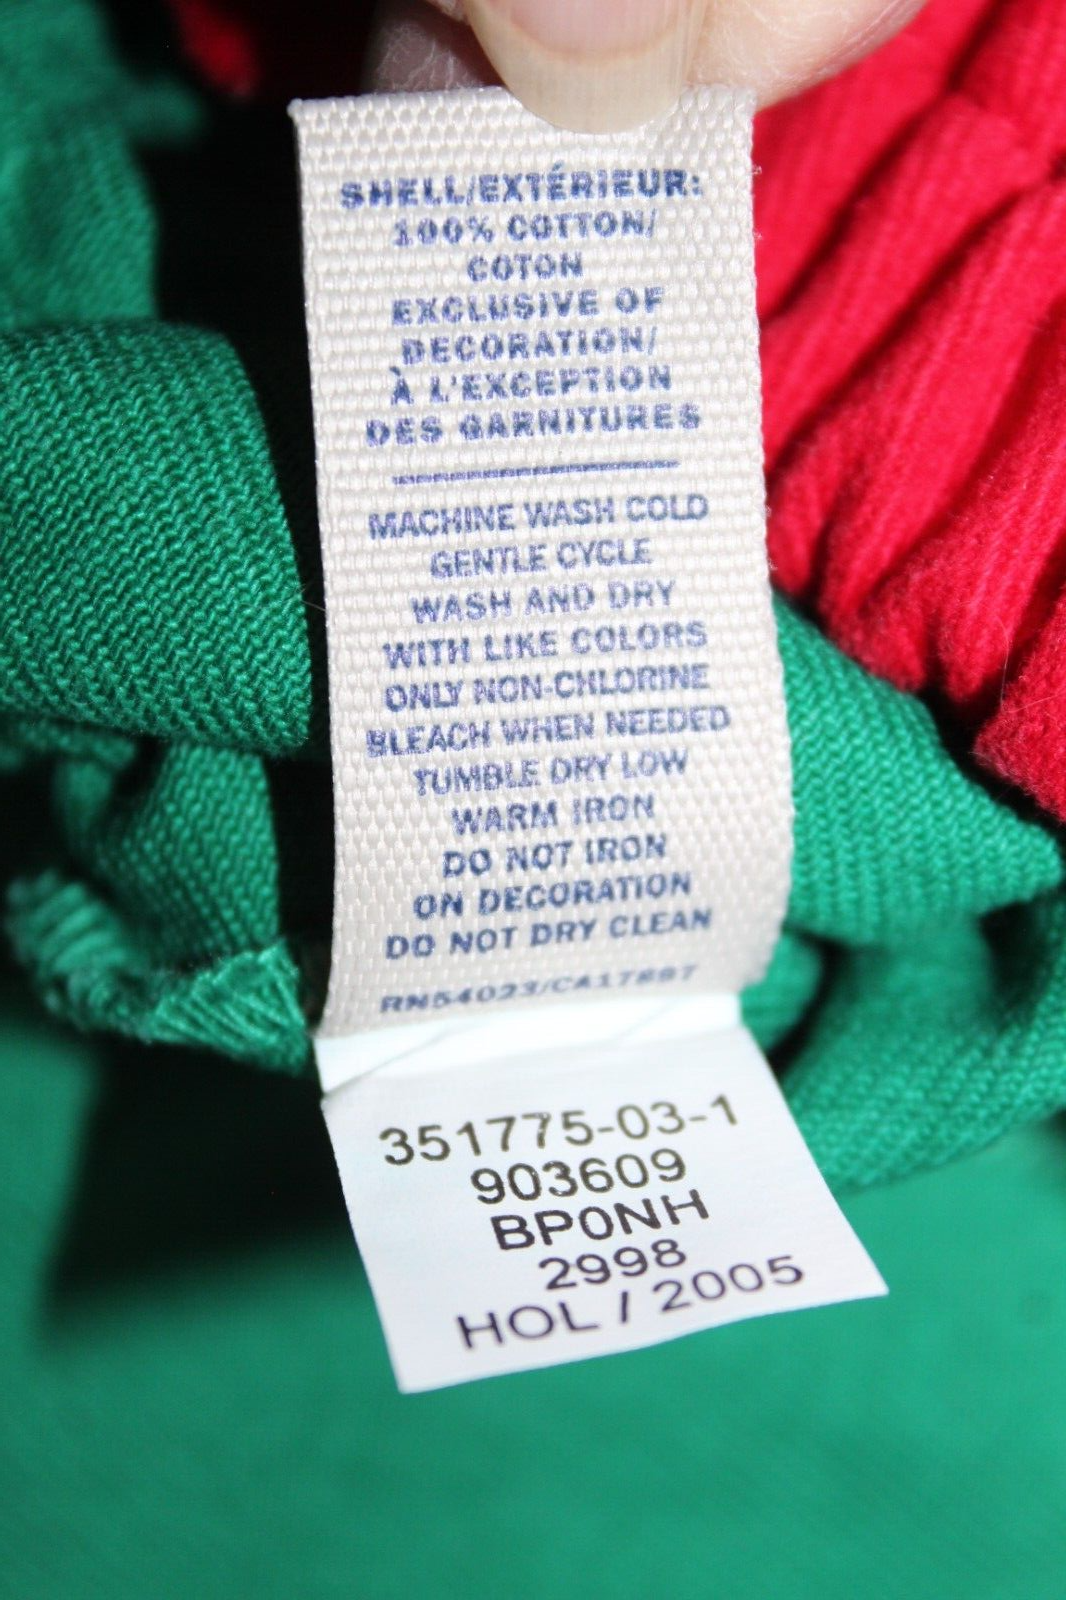 SHELL/EXTÉRIEUR:
100% COTTON/
COTON
EXCLUSIVE OF
DECORATION/
À L'EXCEPTION
DES GARNITURES
MACHINE WASH COLD
GENTLE CYCLE
WASH AND DRY
WITH LIKE COLORS
ONLY NON-CHLORINE
BLEACH WHEN NEEDED
TUMBLE DRY LOW
WARM IRON
DO NOT IRON
ON DECORATION
DO NOT DRY CLEAN
RN54023/CA17897
351775-03-1
903609
BP0NH
2998
HOL / 2005